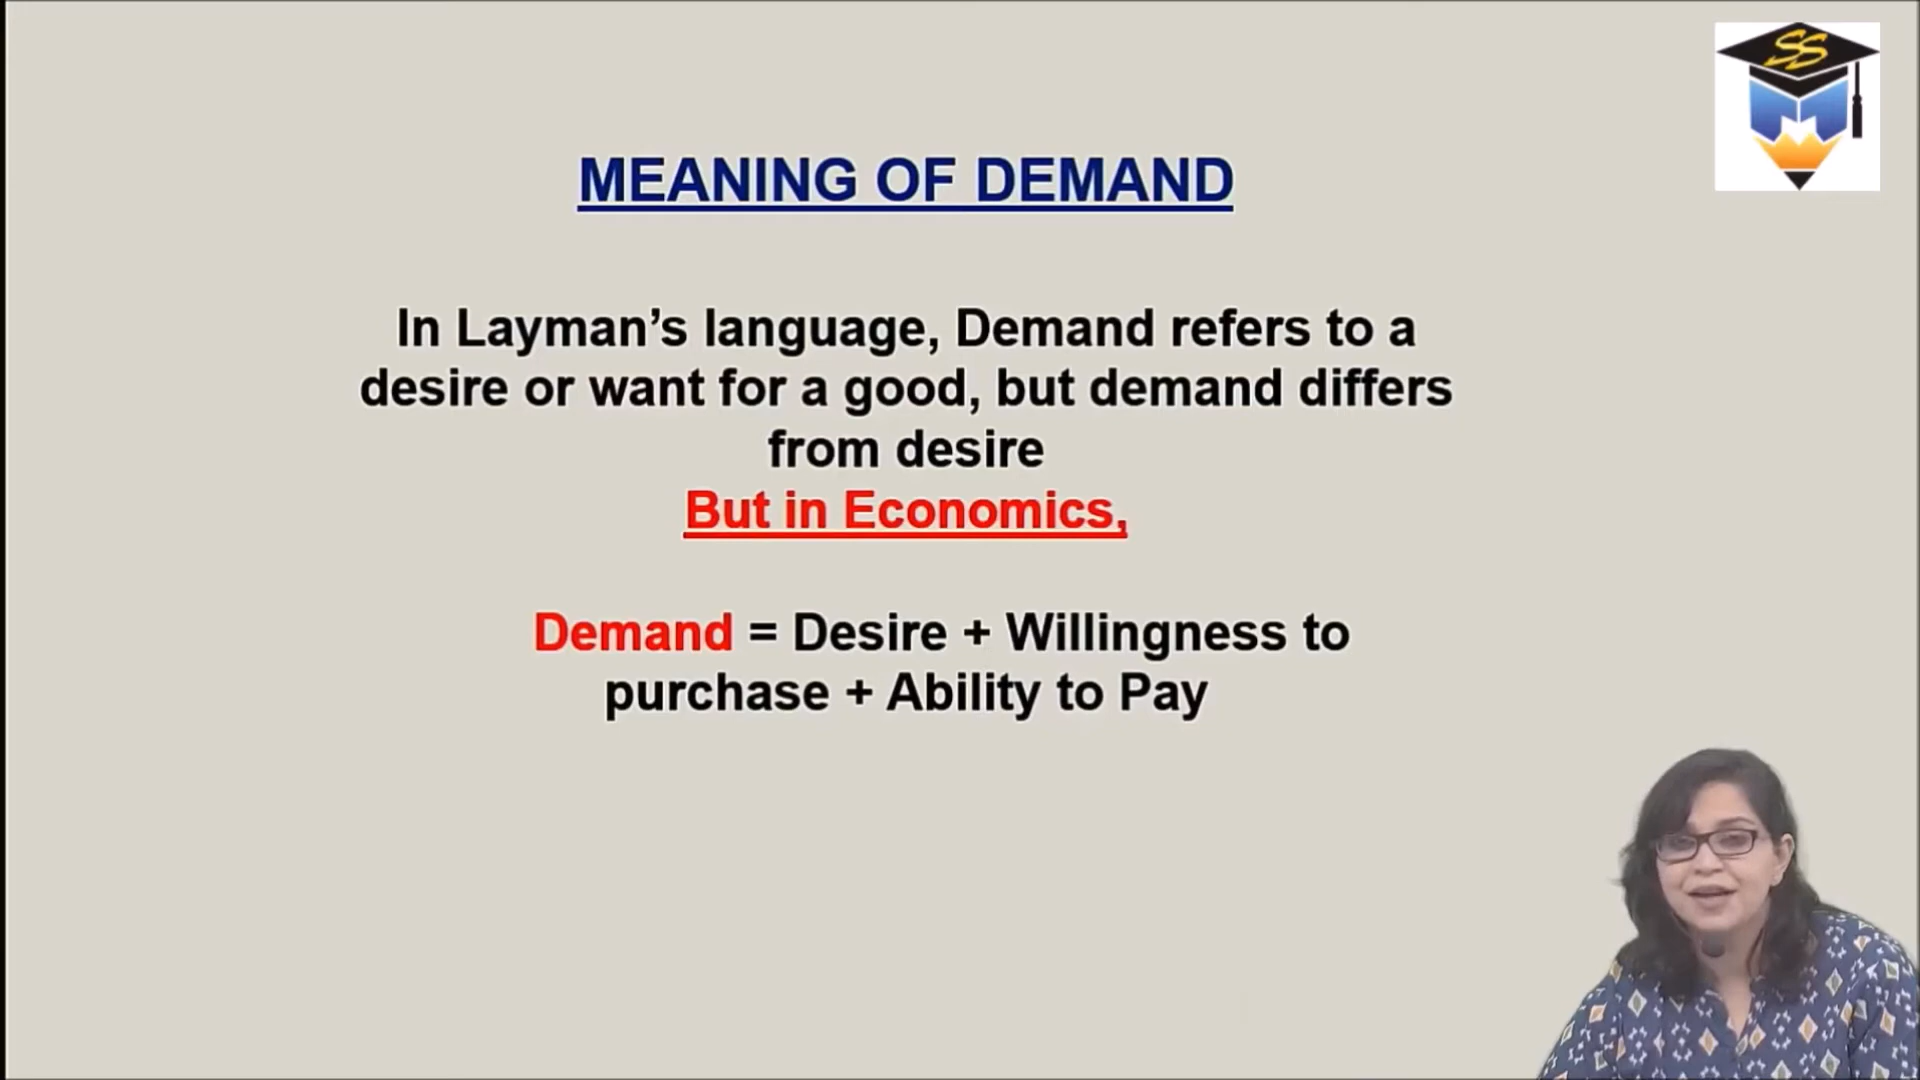 SS
MEANING OF DEMAND
In Layman’s language, Demand refers to a
desire or want for a good, but demand differs
from desire
But in Economics,
Demand = Desire + Willingness to
purchase + Ability to Pay